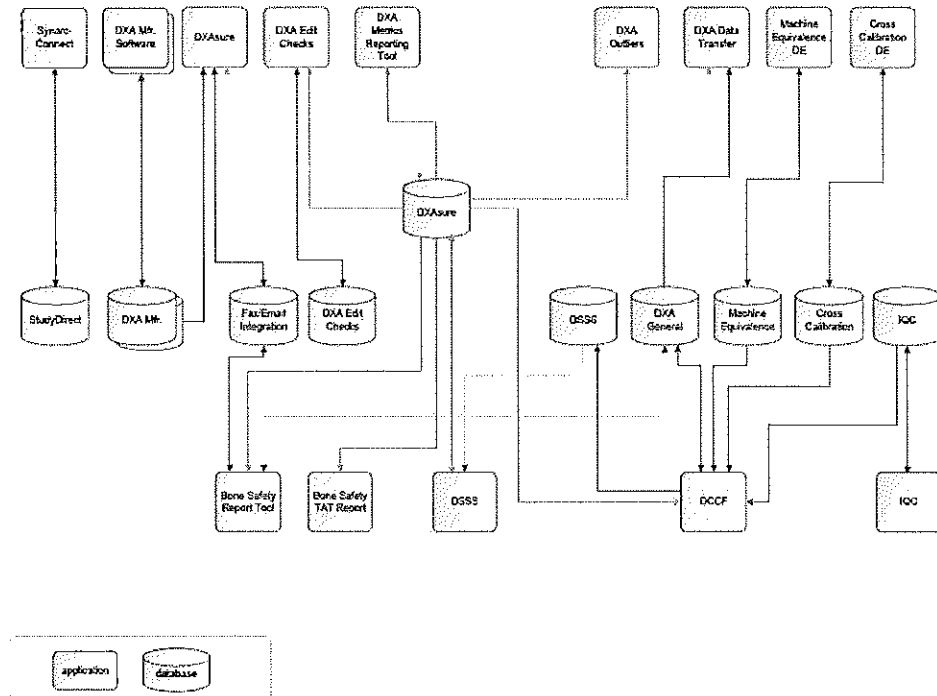 Synarc-
Connect
DXA Mfr.
Software
DXAsure
DXA Edit
Checks
DXA
Metrics
Reporting
Tool
DXA
Outliers
DXA Data
Transfer
Machine
Equivalence
DE
Cross
Calibration
DE
DXAsure
StudyDirect
DXA Mfr.
Fax/Email
Integration
DXA Edit
Checks
DSSS
DXA
General
Machine
Equivalence
Cross
Calibration
IQC
Bone Safety
Report Tool
Bone Safety
TAT Report
DSSS
DCCF
IQC
application
database